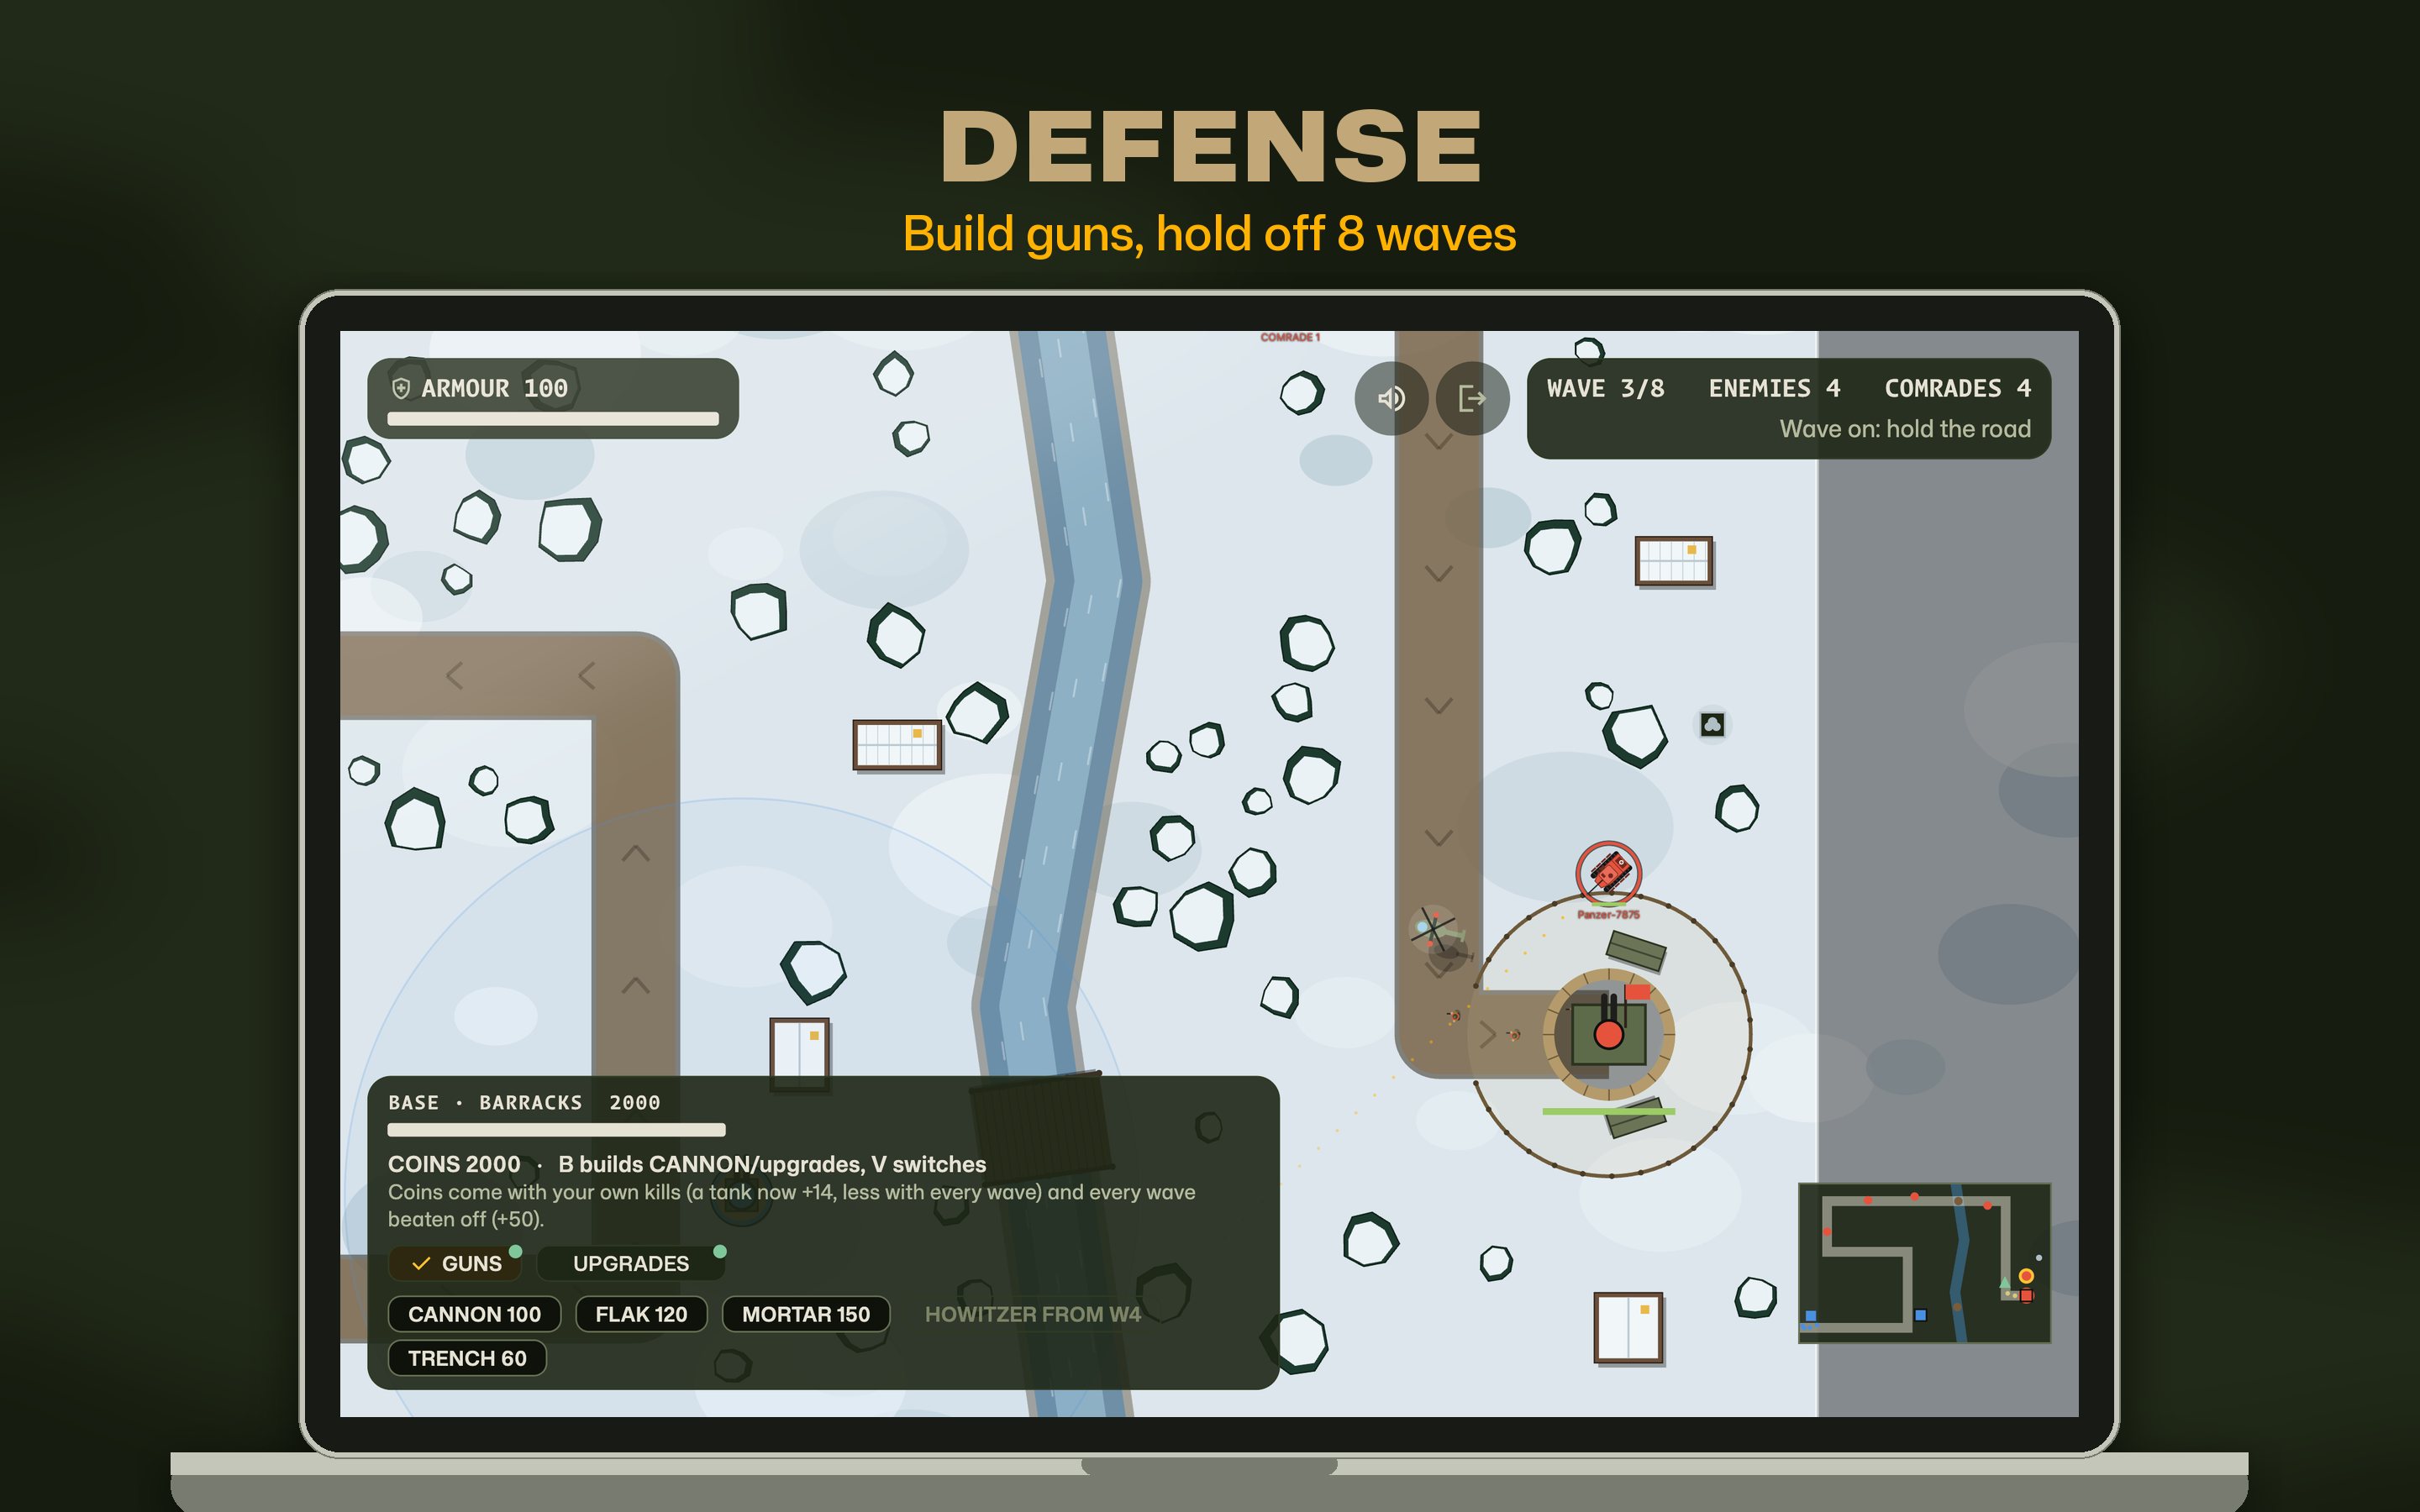 DEFENSE
Build guns, hold off 8 waves
COMRADE 1
ARMOUR 100
WAVE 3/8 ENEMIES 4 COMRADES 4
Wave on: hold the road
Panzer-7875
BASE · BARRACKS 2000
COINS 2000 · B builds CANNON/upgrades, V switches
Coins come with your own kills (a tank now +14, less with every wave) and every wave
beaten off (+50).
GUNS UPGRADES
CANNON 100 FLAK 120 MORTAR 150 HOWITZER FROM W4
TRENCH 60